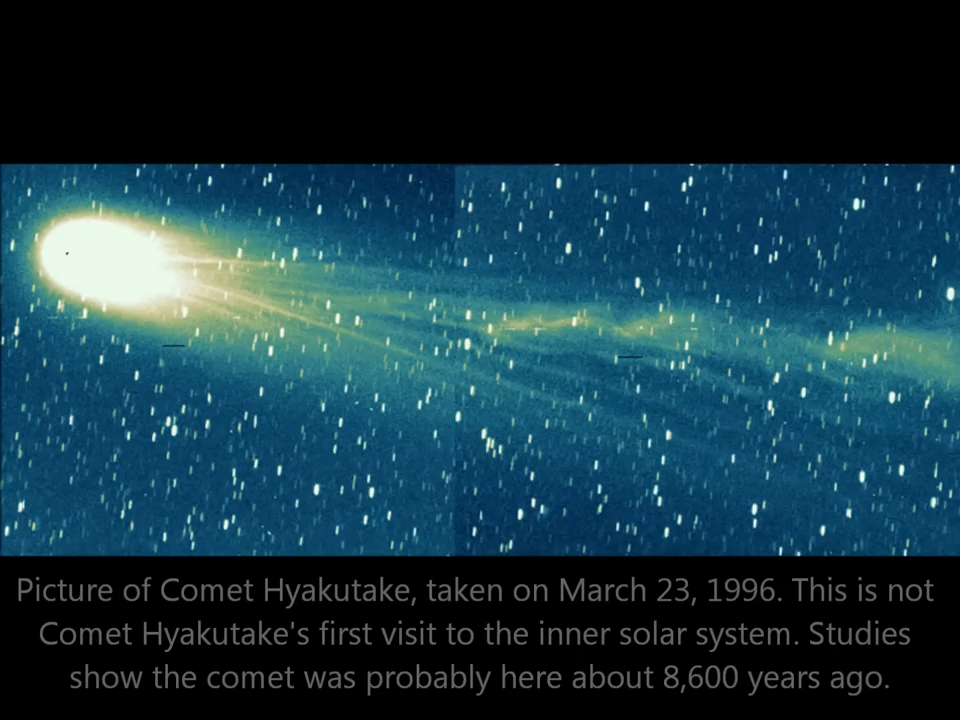 Picture of Comet Hyakutake, taken on March 23, 1996. This is not
Comet Hyakutake's first visit to the inner solar system. Studies
show the comet was probably here about 8,600 years ago.